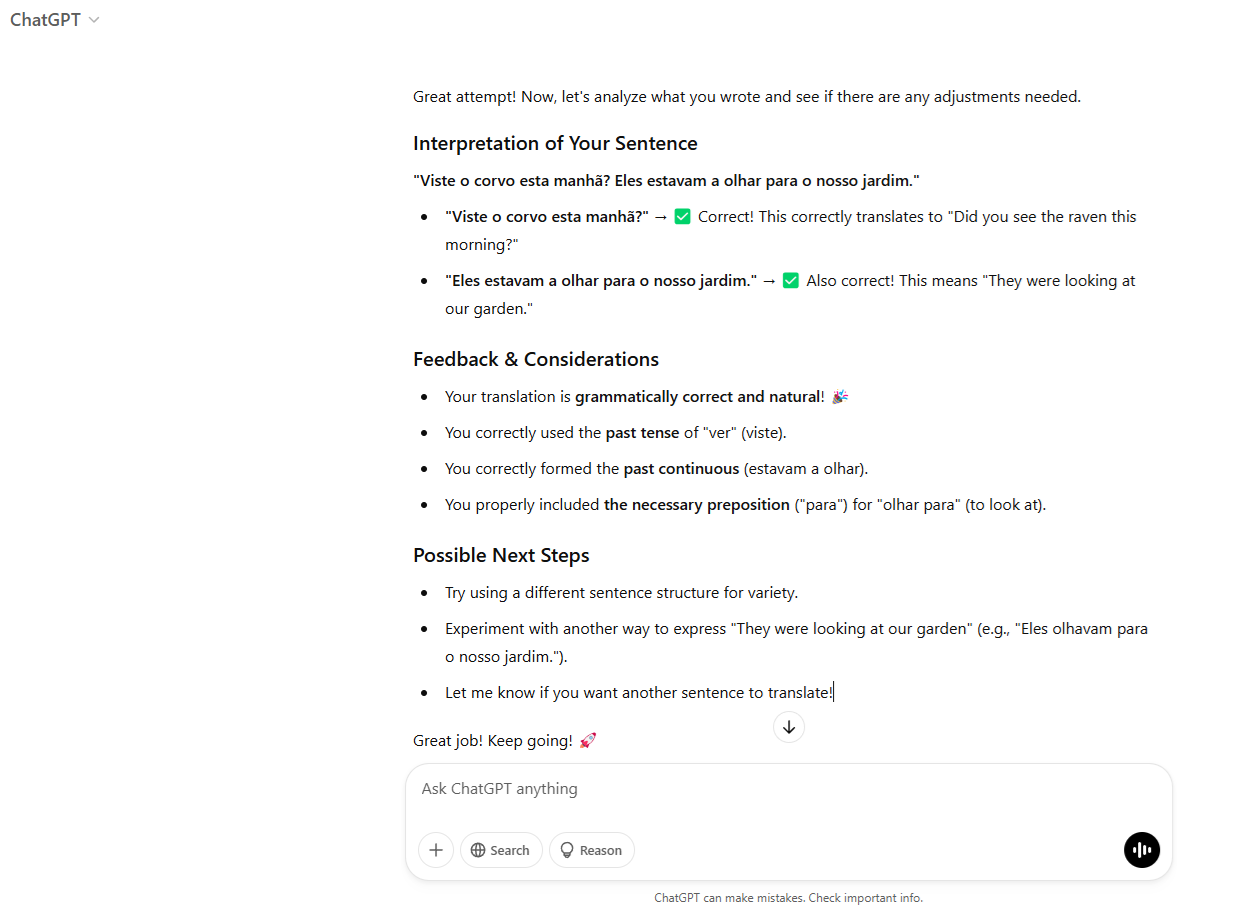 ChatGPT
Great attempt! Now, let's analyze what you wrote and see if there are any adjustments needed.
Interpretation of Your Sentence
"Viste o corvo esta manhã? Eles estavam a olhar para o nosso jardim."
• "Viste o corvo esta manhã?" → ✅ Correct! This correctly translates to "Did you see the raven this
morning?"
• "Eles estavam a olhar para o nosso jardim." → ✅ Also correct! This means "They were looking at
our garden."
Feedback & Considerations
• Your translation is grammatically correct and natural! 🎉
• You correctly used the past tense of "ver" (viste).
• You correctly formed the past continuous (estavam a olhar).
• You properly included the necessary preposition ("para") for "olhar para" (to look at).
Possible Next Steps
• Try using a different sentence structure for variety.
• Experiment with another way to express "They were looking at our garden" (e.g., "Eles olhavam para
o nosso jardim.").
• Let me know if you want another sentence to translate!
Great job! Keep going! 🚀
Ask ChatGPT anything
Search
Reason
ChatGPT can make mistakes. Check important info.